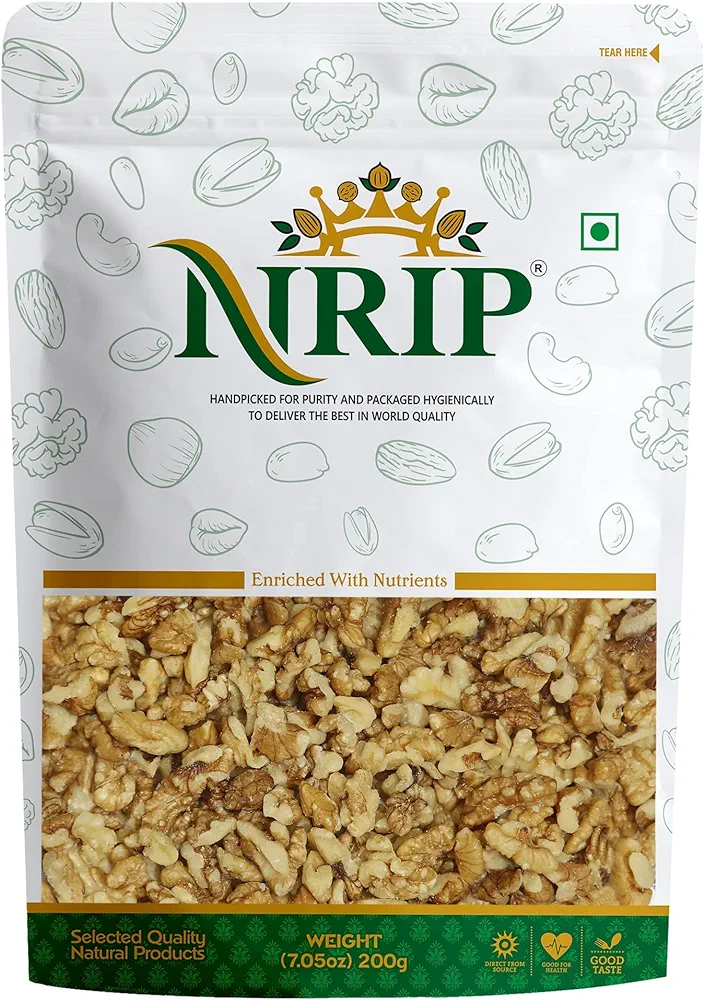 TEAR HERE
NRIP®
HANDPICKED FOR PURITY AND PACKAGED HYGIENICALLY
TO DELIVER THE BEST IN WORLD QUALITY
Enriched With Nutrients
Selected Quality
Natural Products
WEIGHT
(7.05oz) 200g
DIRECT FROM
SOURCE
GOOD FOR
HEALTH
GOOD
TASTE